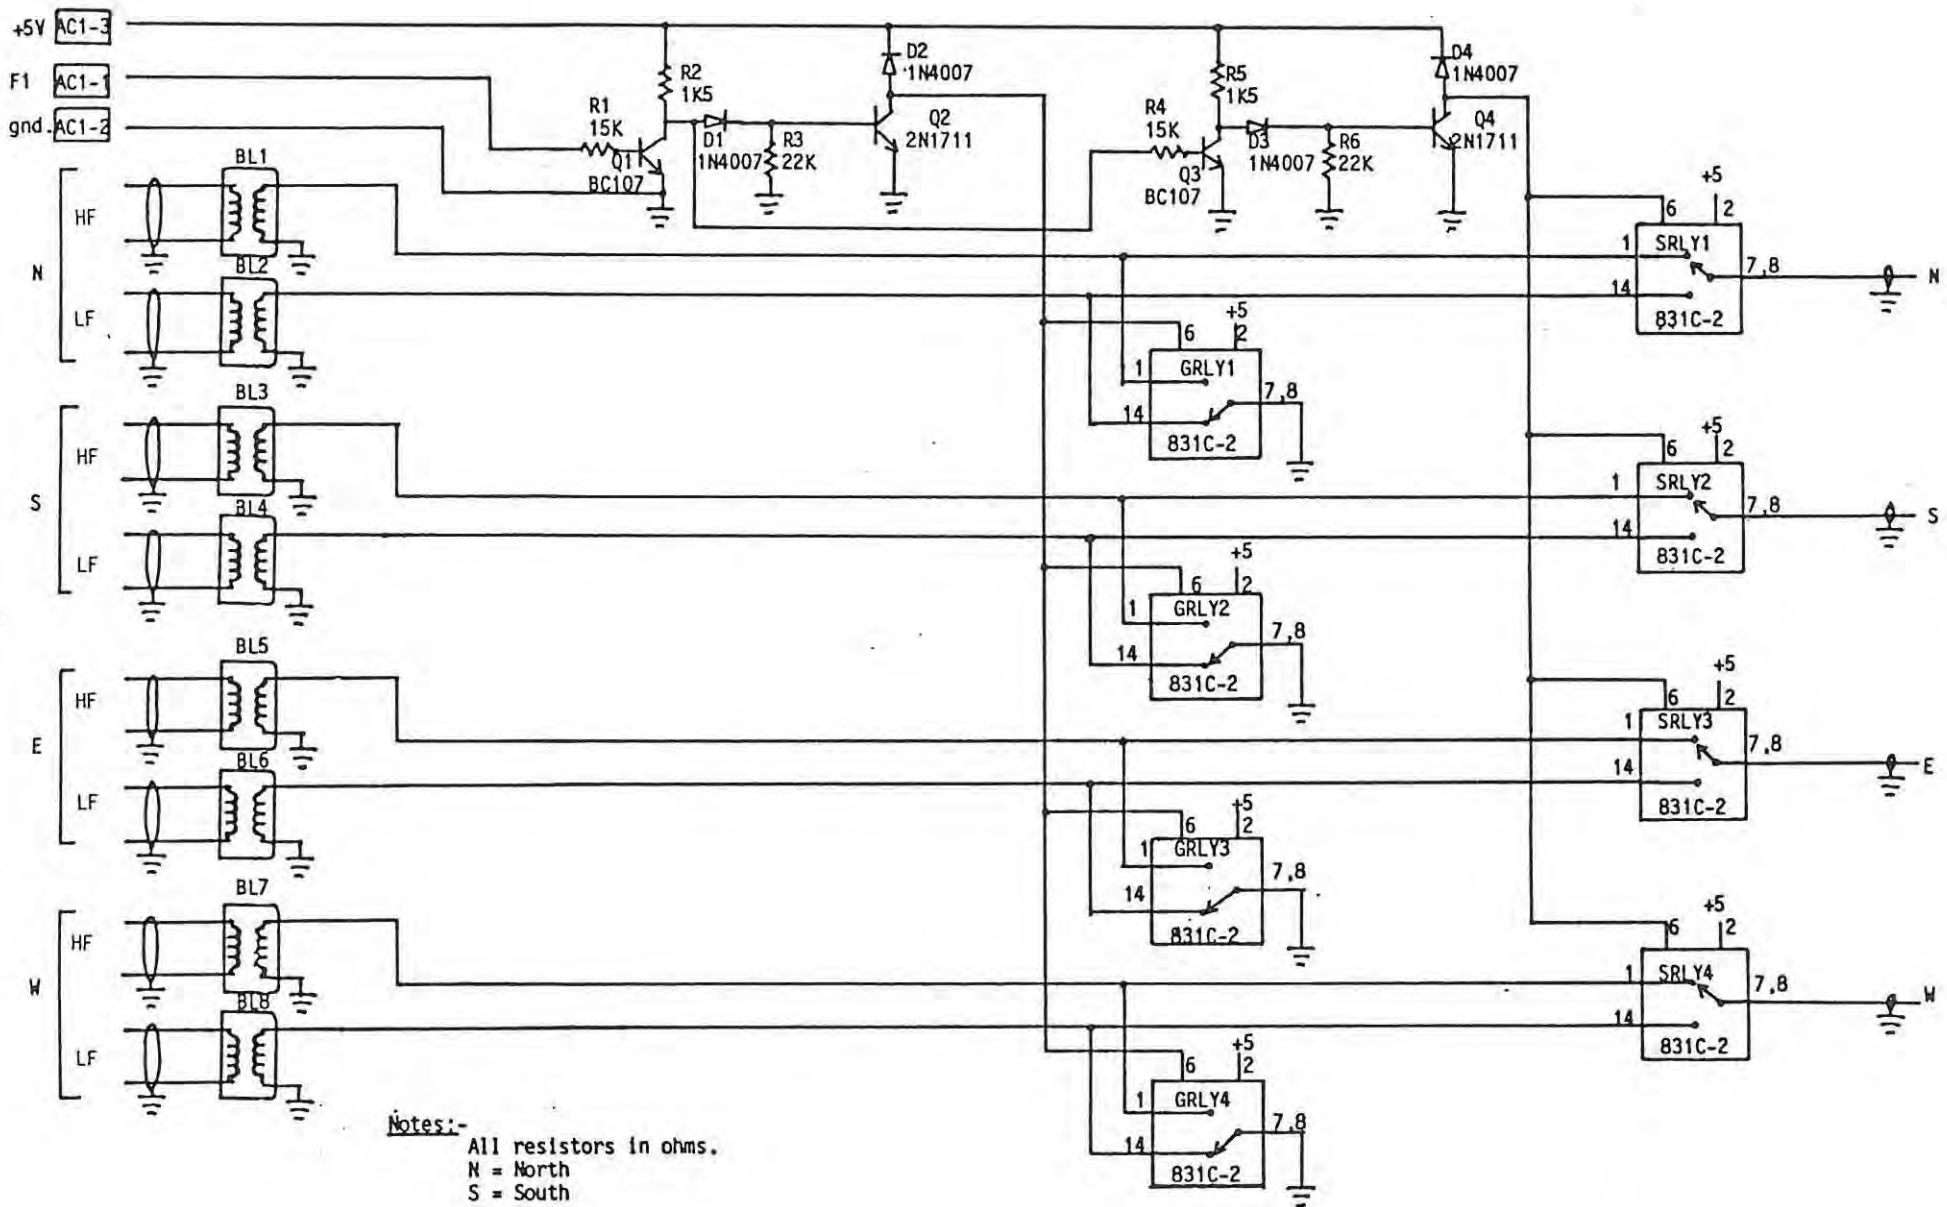 +5V AC1-3
F1 AC1-1
gnd. AC1-2
R2
1K5
D2
1N4007
R1
15K
Q1
BC107
D1
1N4007
R3
22K
Q2
2N1711
R5
1K5
D4
1N4007
R4
15K
Q3
BC107
D3
1N4007
R6
22K
Q4
2N1711
N
HF
BL1
LF
BL2
S
HF
BL3
LF
BL4
E
HF
BL5
LF
BL6
W
HF
BL7
LF
BL8
+5
6 2
1 SRLY1
7,8 N
14
831C-2
+5
6 2
GRLY1
1 7,8
14
831C-2
+5
6 2
1 SRLY2
7,8 S
14
831C-2
+5
6 2
1 GRLY2
7,8
14
831C-2
+5
6 2
1 SRLY3
7,8 E
14
831C-2
+5
6 2
1 GRLY3
7,8
14
831C-2
+5
6 2
1 SRLY4
7,8 W
14
831C-2
+5
6 2
1 GRLY4
7,8
14
831C-2
Notes:-
All resistors in ohms.
N = North
S = South